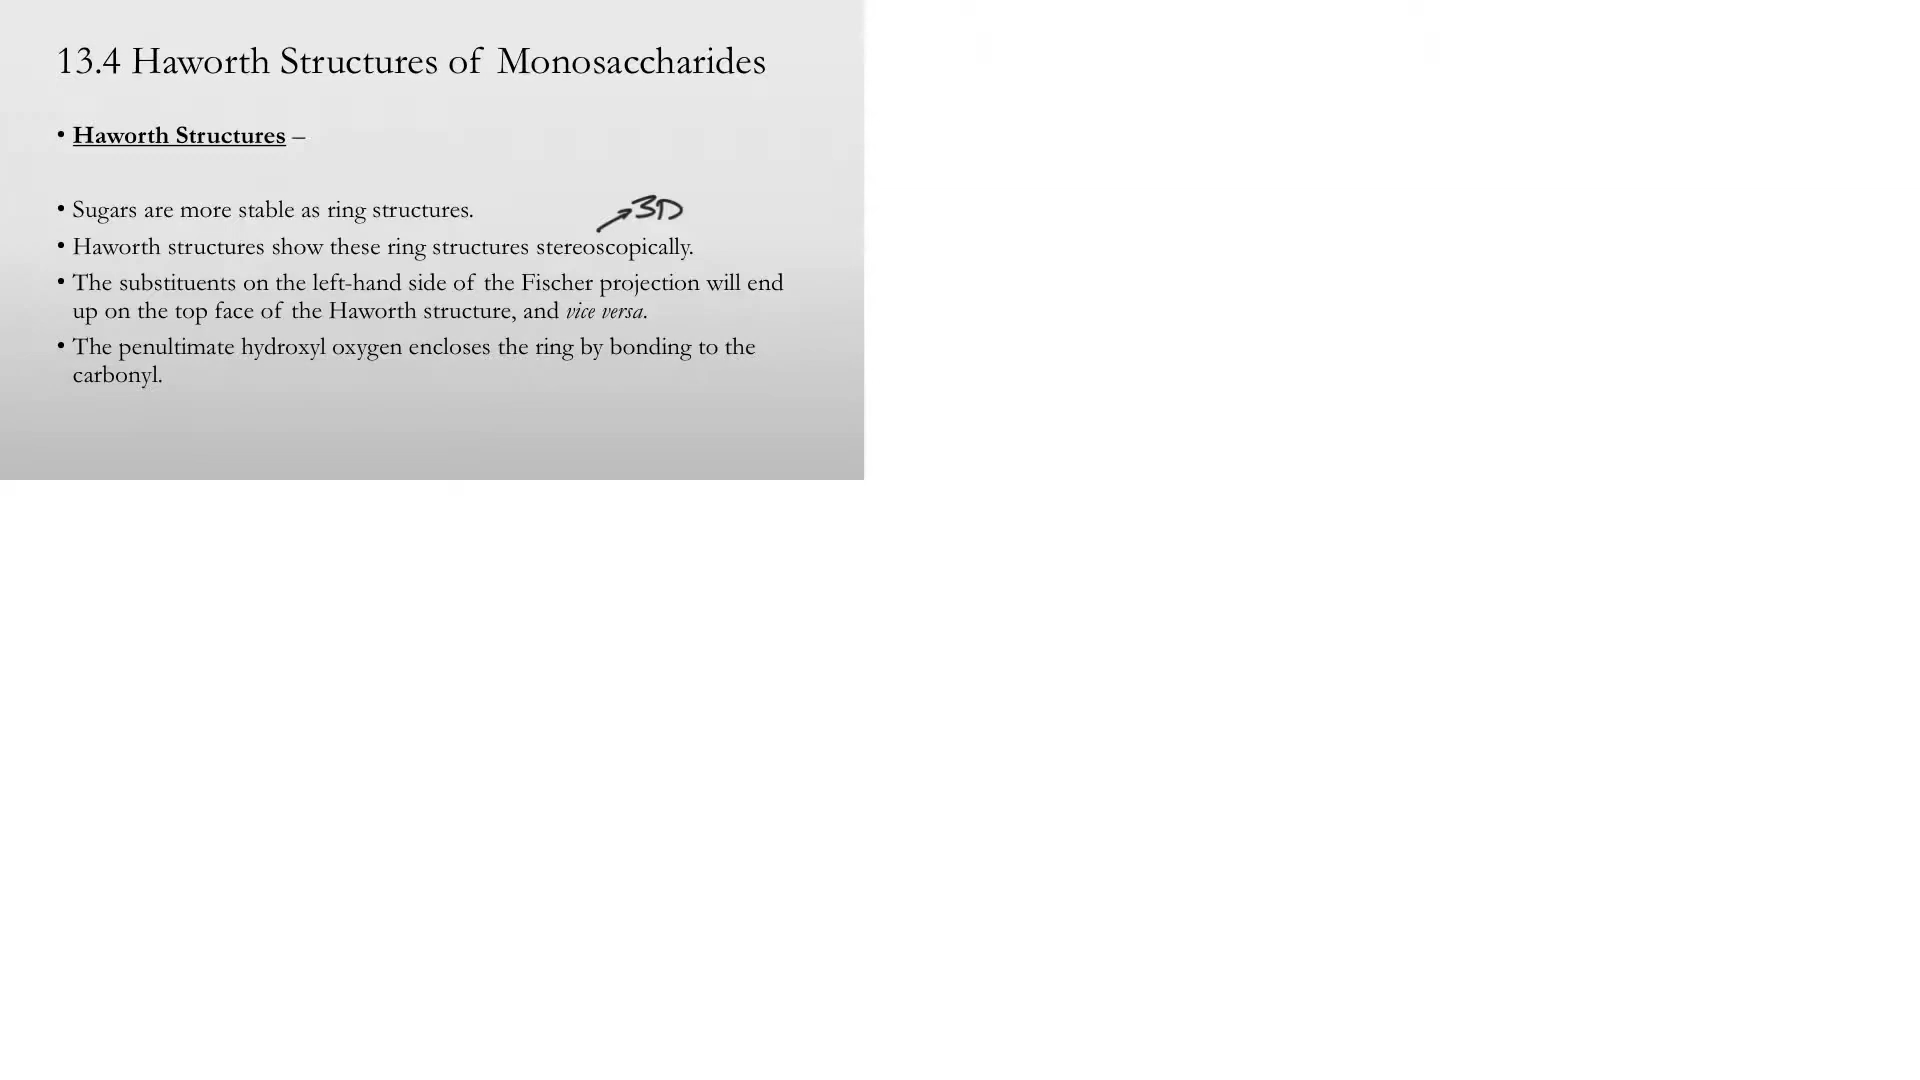 13.4 Haworth Structures of Monosaccharides
• Haworth Structures –
• Sugars are more stable as ring structures.
3D
• Haworth structures show these ring structures stereoscopically.
• The substituents on the left-hand side of the Fischer projection will end
up on the top face of the Haworth structure, and vice versa.
• The penultimate hydroxyl oxygen encloses the ring by bonding to the
carbonyl.